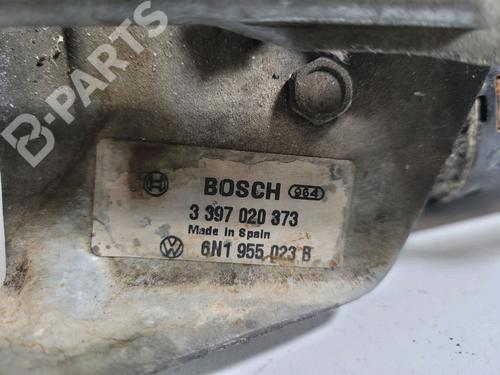 B-PARTS
BOSCH 964
3 397 020 373
Made in Spain
6N1 955 023 B